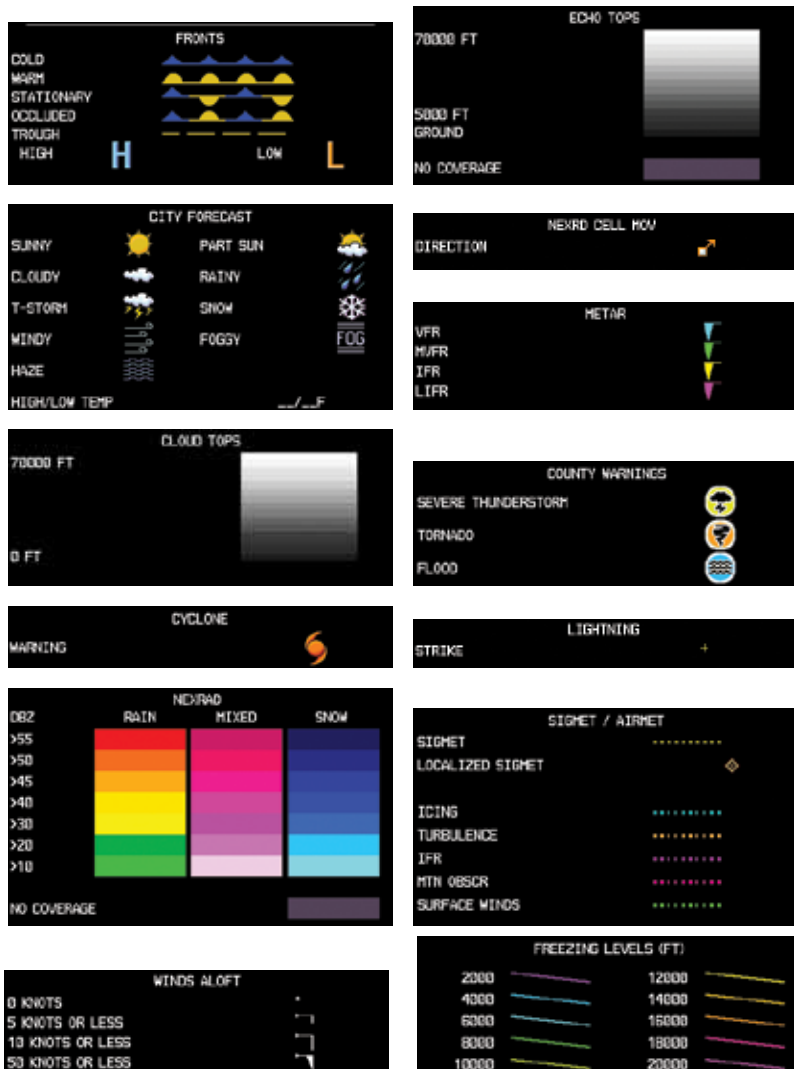 FRONTS
COLD
WARM
STATIONARY
OCCLUDED
TROUGH
HIGH H LOW L
ECHO TOPS
70000 FT
5000 FT
GROUND
NO COVERAGE
CITY FORECAST
SUNNY PART SUN
CLOUDY RAINY
T-STORM SNOW
WINDY FOGGY FOG
HAZE
HIGH/LOW TEMP __/__F
NEXRD CELL MOV
DIRECTION
METAR
VFR
MVFR
IFR
LIFR
CLOUD TOPS
70000 FT
0 FT
COUNTY WARNINGS
SEVERE THUNDERSTORM
TORNADO
FLOOD
CYCLONE
WARNING
LIGHTNING
STRIKE
NEXRAD
DBZ RAIN MIXED SNOW
>55
>50
>45
>40
>30
>20
>10
NO COVERAGE
SIGMET / AIRMET
SIGMET
LOCALIZED SIGMET
ICING
TURBULENCE
IFR
MTN OBSCR
SURFACE WINDS
WINDS ALOFT
0 KNOTS
5 KNOTS OR LESS
10 KNOTS OR LESS
50 KNOTS OR LESS
FREEZING LEVELS (FT)
2000 12000
4000 14000
6000 16000
8000 18000
10000 20000